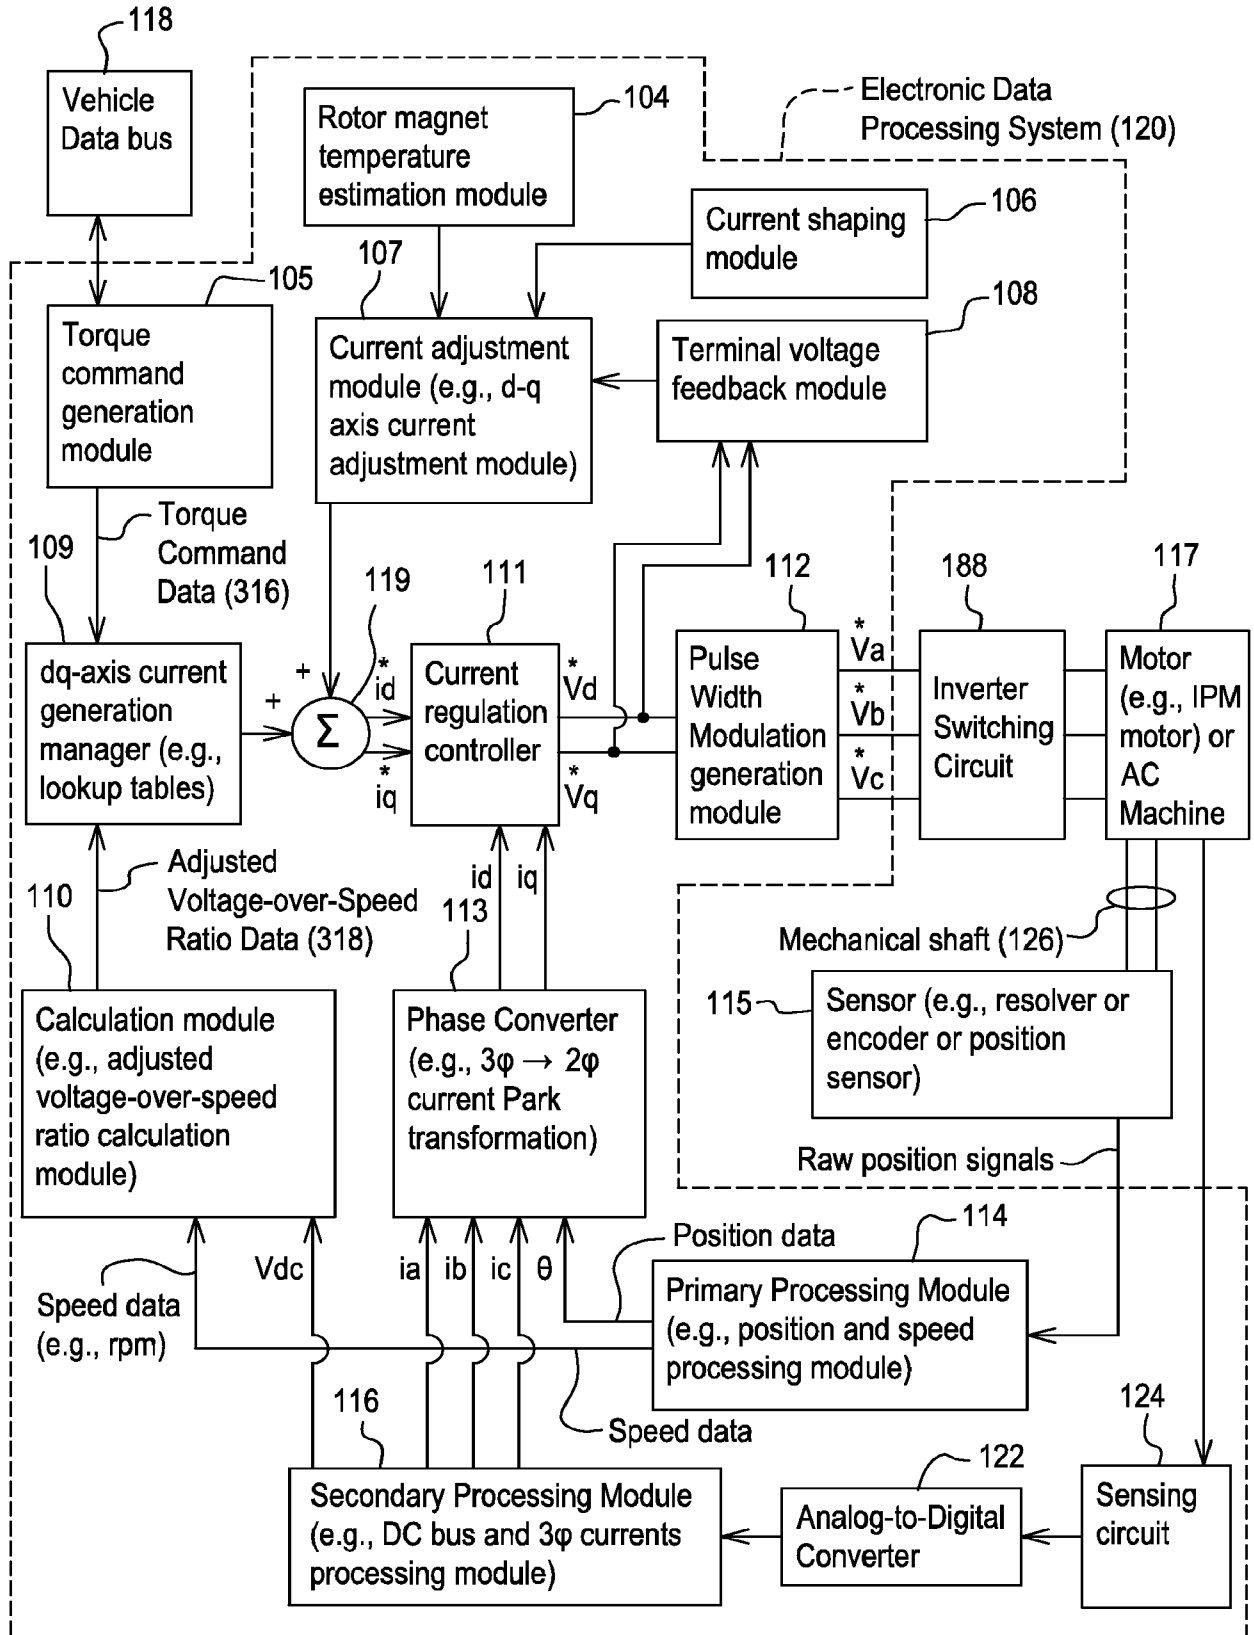 118
Vehicle
Data bus
Rotor magnet
temperature
estimation module
104
Electronic Data
Processing System (120)
Current shaping
module
106
107
105
Torque
command
generation
module
Current adjustment
module (e.g., d-q
axis current
adjustment module)
Terminal voltage
feedback module
108
Torque
Command
Data (316)
109
119
111
112
188
117
dq-axis current
generation
manager (e.g.,
lookup tables)
+
+
Σ
*
id
*
iq
Current
regulation
controller
*
Vd
*
Vq
Pulse
Width
Modulation
generation
module
*
Va
*
Vb
*
Vc
Inverter
Switching
Circuit
Motor
(e.g., IPM
motor) or
AC
Machine
Adjusted
Voltage-over-Speed
Ratio Data (318)
110
id
iq
113
Mechanical shaft (126)
Calculation module
(e.g., adjusted
voltage-over-speed
ratio calculation
module)
Phase Converter
(e.g., 3φ → 2φ
current Park
transformation)
115
Sensor (e.g., resolver or
encoder or position
sensor)
Raw position signals
Speed data
(e.g., rpm)
Vdc
ia
ib
ic
θ
Position data
114
Primary Processing Module
(e.g., position and speed
processing module)
Speed data
116
Secondary Processing Module
(e.g., DC bus and 3φ currents
processing module)
122
Analog-to-Digital
Converter
124
Sensing
circuit